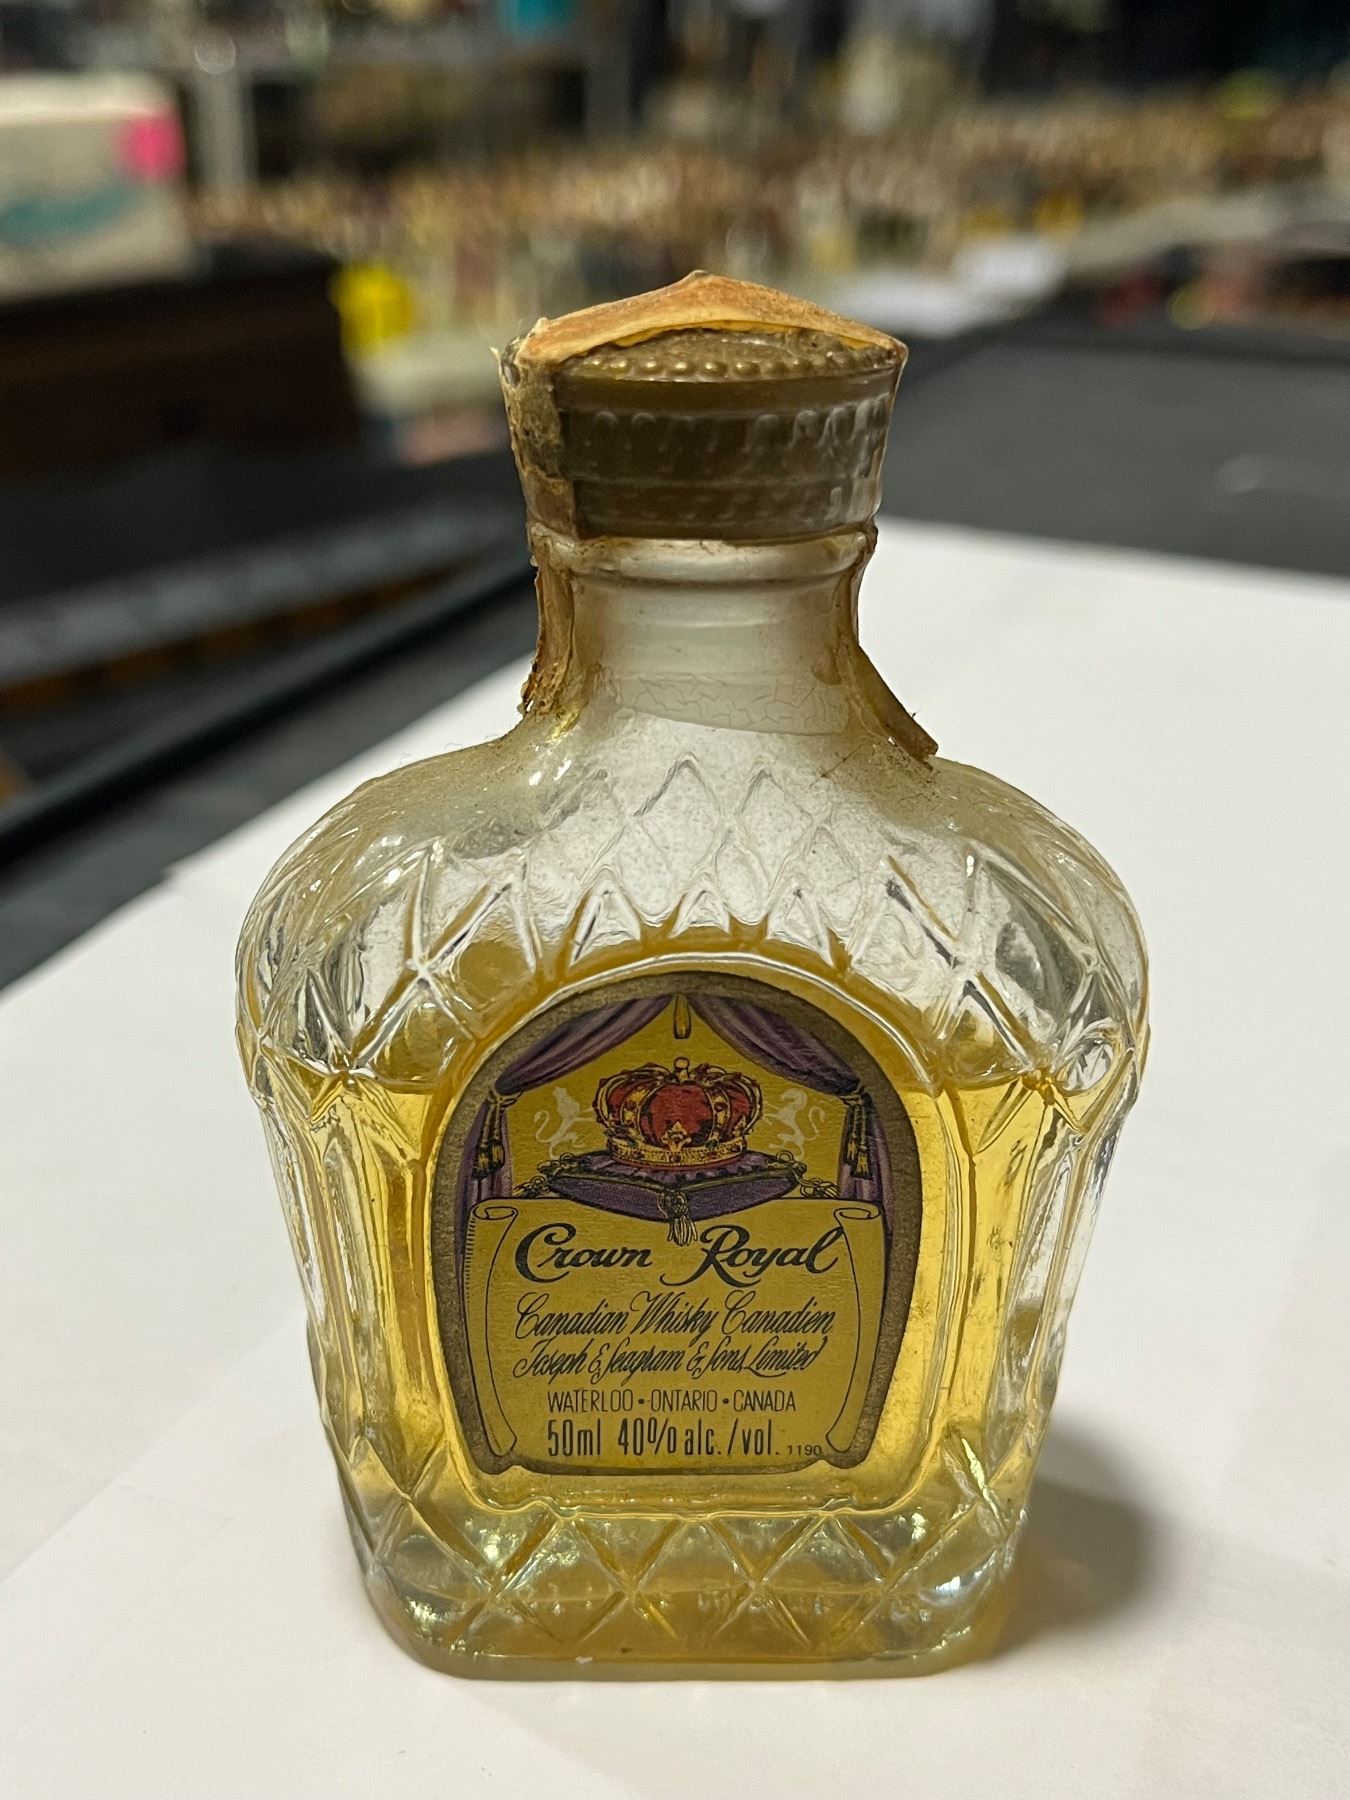 Crown Royal
Canadian Whisky Canadien
Joseph E. Seagram & Sons Limited
WATERLOO • ONTARIO • CANADA
50ml 40% alc. /vol. 1190